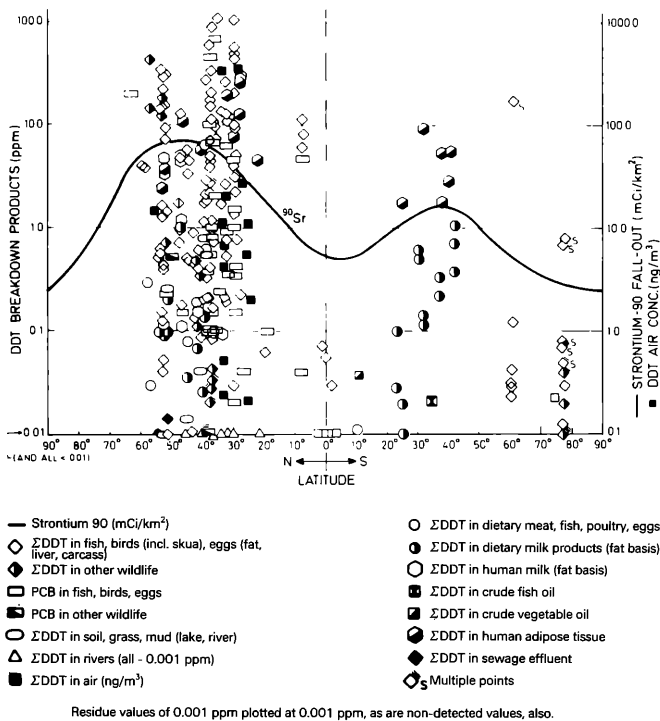 DDT BREAKDOWN PRODUCTS (ppm)
1000
100
10
01
001
(AND ALL < 001)
90° 80° 70° 60° 50° 40° 30° 20° 10° 0° 10° 20° 30° 40° 50° 60° 70° 80° 90°
N S
LATITUDE
⁹⁰Sr
S
S
S
S
S
S
1000 0
100 0
10 0
1 0
0 1
STRONTIUM-90 FALL-OUT (mCi/km²)
DDT AIR CONC.(ng/m³)
Strontium 90 (mCi/km²)
ΣDDT in fish, birds (incl. skua), eggs (fat,
liver, carcass)
ΣDDT in other wildlife
PCB in fish, birds, eggs
PCB in other wildlife
ΣDDT in soil, grass, mud (lake, river)
ΣDDT in rivers (all - 0.001 ppm)
ΣDDT in air (ng/m³)
ΣDDT in dietary meat, fish, poultry, eggs
ΣDDT in dietary milk products (fat basis)
ΣDDT in human milk (fat basis)
ΣDDT in crude fish oil
ΣDDT in crude vegetable oil
ΣDDT in human adipose tissue
ΣDDT in sewage effluent
S Multiple points
Residue values of 0.001 ppm plotted at 0.001 ppm, as are non-detected values, also.